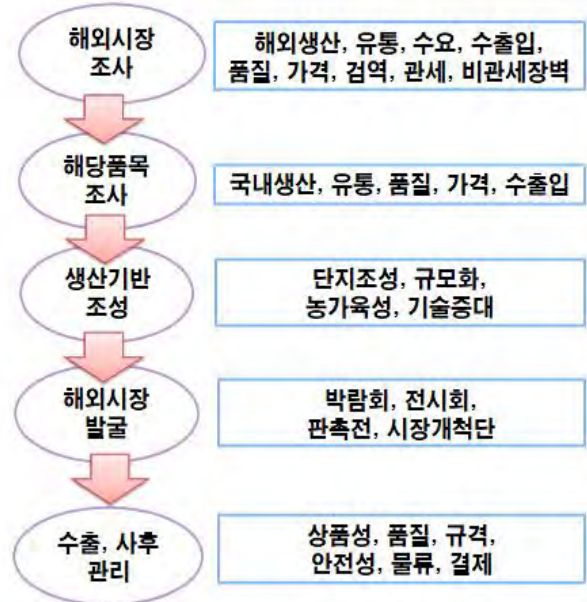 해외시장
조사
해외생산, 유통, 수요, 수출입,
품질, 가격, 검역, 관세, 비관세장벽
해당품목
조사
국내생산, 유통, 품질, 가격, 수출입
생산기반
조성
단지조성, 규모화,
농가육성, 기술증대
해외시장
발굴
박람회, 전시회,
판촉전, 시장개척단
수출, 사후
관리
상품성, 품질, 규격,
안전성, 물류, 결제